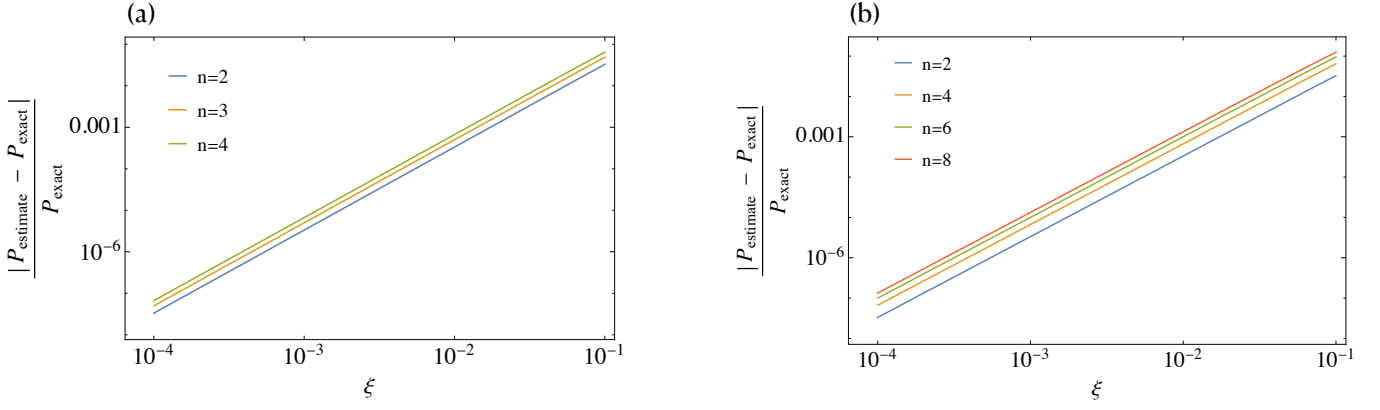 (a)
n=2
n=3
n=4
| P_estimate − P_exact |
P_exact
0.001
10^-6
10^-4
10^-3
10^-2
10^-1
ξ
(b)
n=2
n=4
n=6
n=8
| P_estimate − P_exact |
P_exact
0.001
10^-6
10^-4
10^-3
10^-2
10^-1
ξ